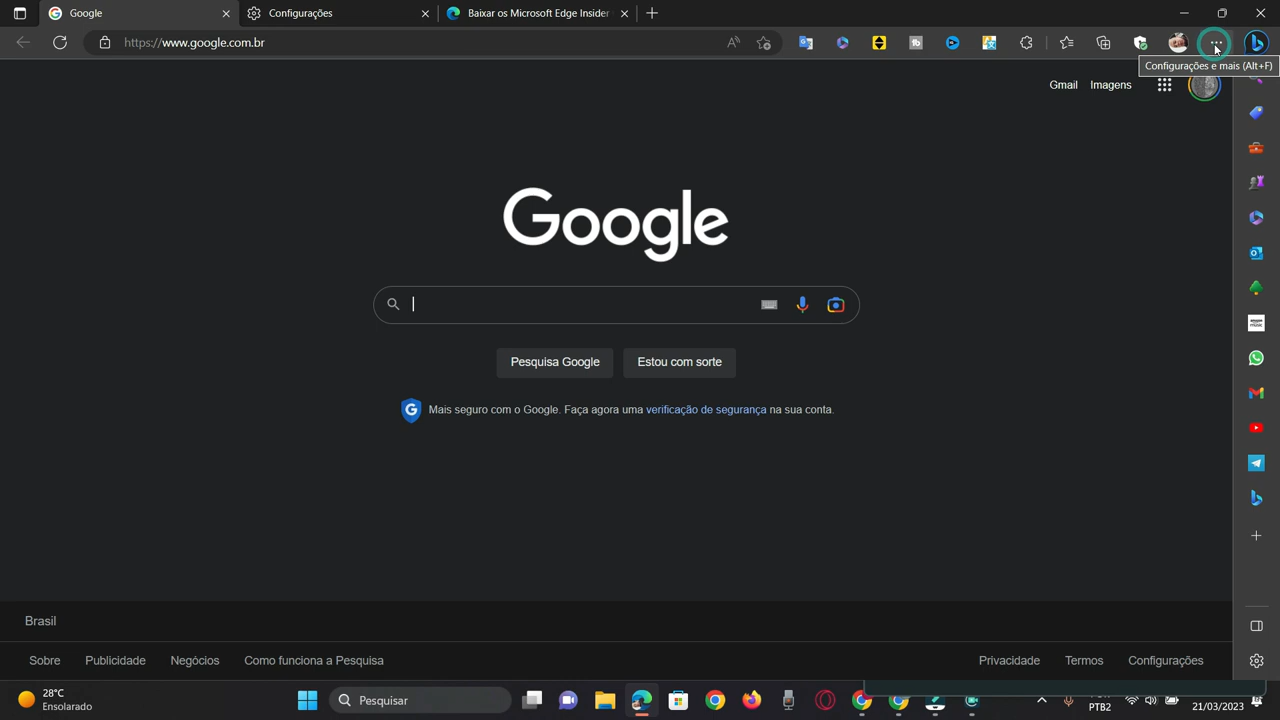 Google
Configurações
Baixar os Microsoft Edge Insider
https://www.google.com.br
Configurações e mais (Alt+F)
Gmail
Imagens
Google
Pesquisa Google
Estou com sorte
Mais seguro com o Google. Faça agora uma verificação de segurança na sua conta.
Brasil
Sobre
Publicidade
Negócios
Como funciona a Pesquisa
Privacidade
Termos
Configurações
28°C
Ensolarado
Pesquisar
PTB2
21/03/2023